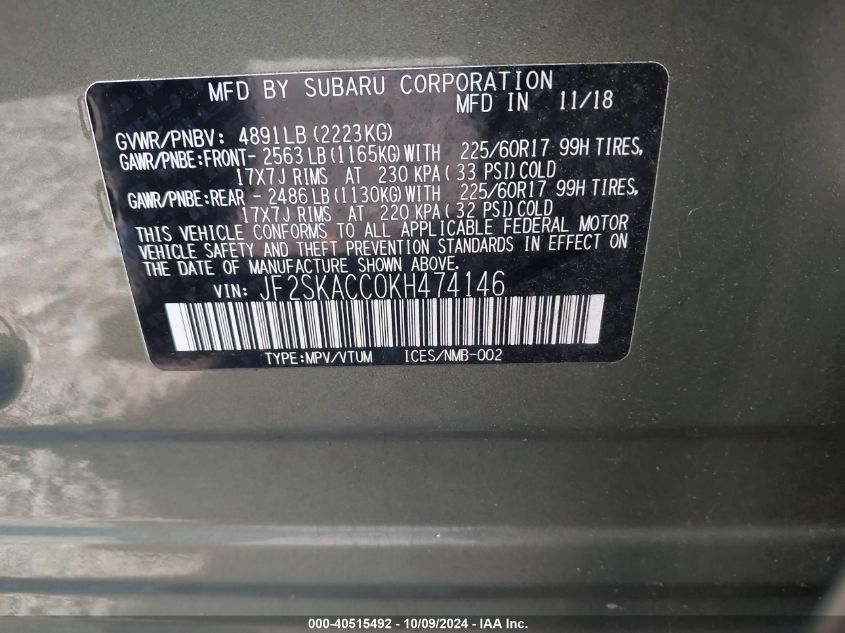 MFD BY SUBARU CORPORATION
MFD IN 11/18
GVWR/PNBV: 4891LB(2223KG)
GAWR/PNBE:FRONT- 2563LB(1165KG)WITH 225/60R17 99H TIRES,
17X7J RIMS AT 230 KPA( 33 PSI)COLD
GAWR/PNBE:REAR - 2486LB(1130KG)WITH 225/60R17 99H TIRES,
17X7J RIMS AT 220 KPA( 32 PSI)COLD
THIS VEHICLE CONFORMS TO ALL APPLICABLE FEDERAL MOTOR
VEHICLE SAFETY AND THEFT PREVENTION STANDARDS IN EFFECT ON
THE DATE OF MANUFACTURE SHOWN ABOVE.
VIN: JF2SKACC0KH474146
TYPE:MPV/VTUM ICES/NMB-002
000-40515492 - 10/09/2024 - IAA Inc.